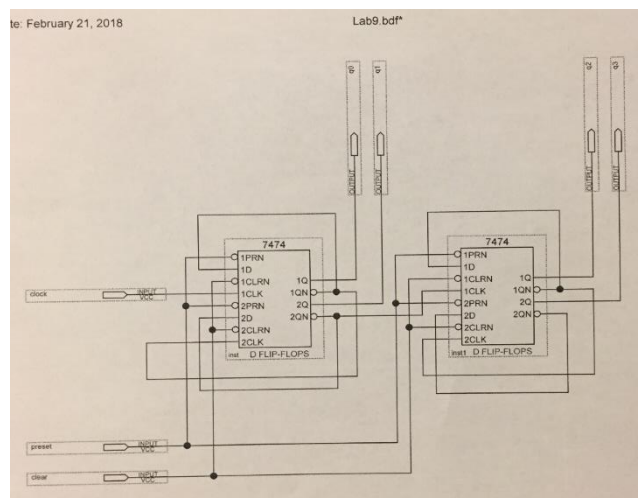 te: February 21, 2018
Lab9.bdf*
q0
q1
q2
q3
OUTPUT
OUTPUT
OUTPUT
OUTPUT
7474
1PRN
1D
1CLRN
1Q
1CLK
1QN
2PRN
2Q
2D
2QN
2CLRN
2CLK
inst
D FLIP-FLOPS
7474
1PRN
1D
1CLRN
1Q
1CLK
1QN
2PRN
2Q
2D
2QN
2CLRN
2CLK
inst1
D FLIP-FLOPS
clock
INPUT
VCC
preset
INPUT
VCC
clear
INPUT
VCC